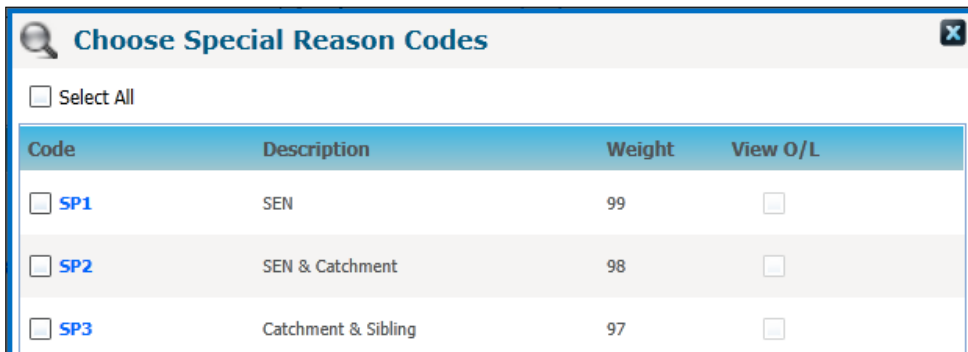 Choose Special Reason Codes
Select All
Code Description Weight View O/L
SP1 SEN 99
SP2 SEN & Catchment 98
SP3 Catchment & Sibling 97